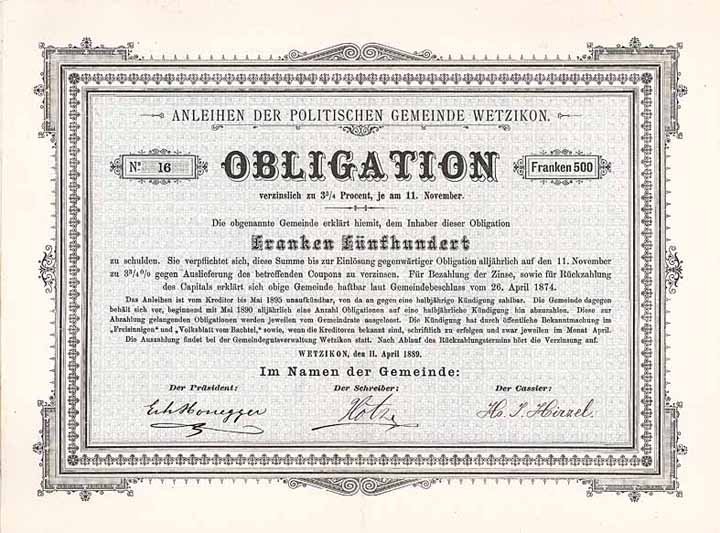 ANLEIHEN DER POLITISCHEN GEMEINDE WETZIKON.
No. 16
OBLIGATION
Franken 500
verzinslich zu 3¾ Procent, je am 11. November.
Die obgenannte Gemeinde erklärt hiemit, dem Inhaber dieser Obligation
Franken Fünfhundert
zu schulden. Sie verpflichtet sich, diese Summe bis zur Einlösung gegenwärtiger Obligation alljährlich auf den 11. November
zu 3¾% gegen Auslieferung des betreffenden Coupons zu verzinsen. Für Bezahlung der Zinse, sowie für Rückzahlung
des Capitals erklärt sich obige Gemeinde haftbar laut Gemeindebeschluss vom 26. April 1874.
Das Anleihen ist vom Kreditor bis Mai 1895 unaufkündbar, von da an gegen eine halbjährige Kündigung zahlbar. Die Gemeinde dagegen
behält sich vor, beginnend mit Mai 1890 alljährlich eine Anzahl Obligationen auf eine halbjährliche Kündigung hin abzuzahlen. Diese zur
Abzahlung gelangenden Obligationen werden jeweilen vom Gemeindrate ausgeloost. Die Kündigung hat durch öffentliche Bekanntmachung im
„Freisinnigen" und „Volksblatt vom Bachtel," sowie, wenn die Kreditoren bekannt sind, schriftlich zu erfolgen und zwar jeweilen im Monat April.
Die Auszahlung findet bei der Gemeindegutsverwaltung Wetzikon statt. Nach Ablauf des Rückzahlungstermins hört die Verzinsung auf.
WETZIKON, den 11. April 1889.
Im Namen der Gemeinde:
Der Präsident: Der Schreiber: Der Cassier:
Honegger Hotz Hs. J. Hirzel.